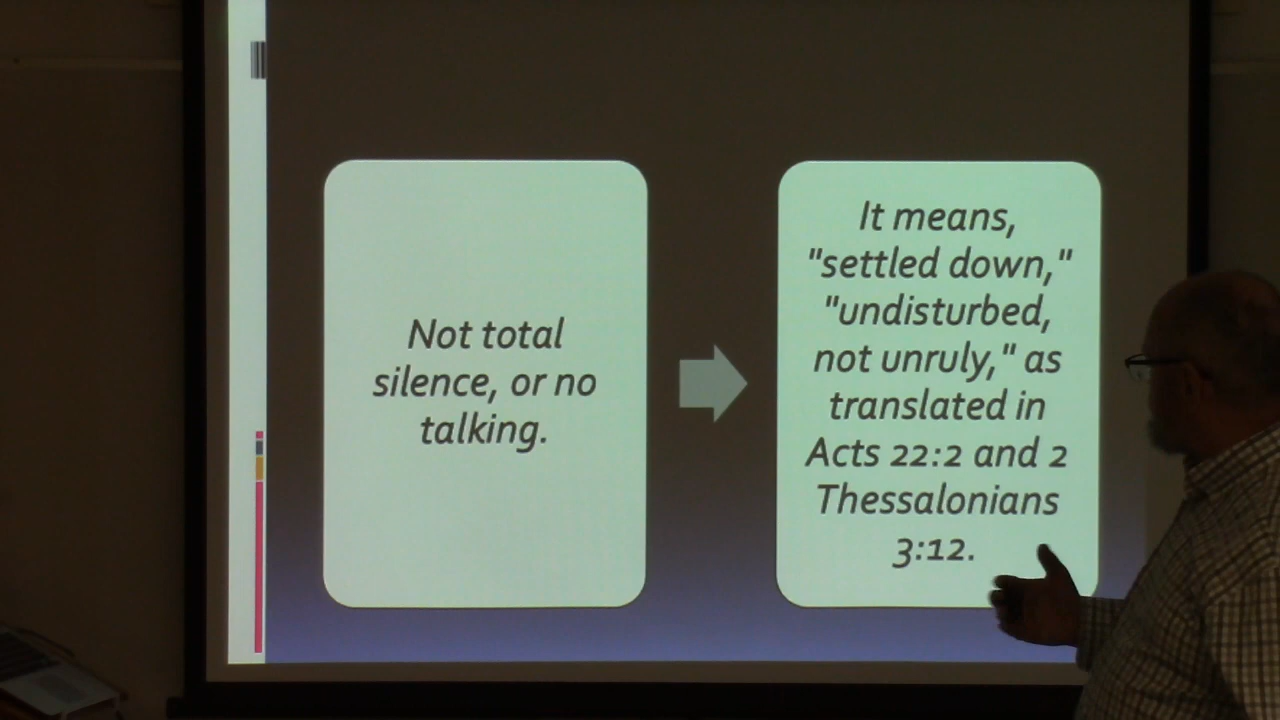 Not total
silence, or no
talking.
It means,
"settled down,"
"undisturbed,
not unruly," as
translated in
Acts 22:2 and 2
Thessalonians
3:12.